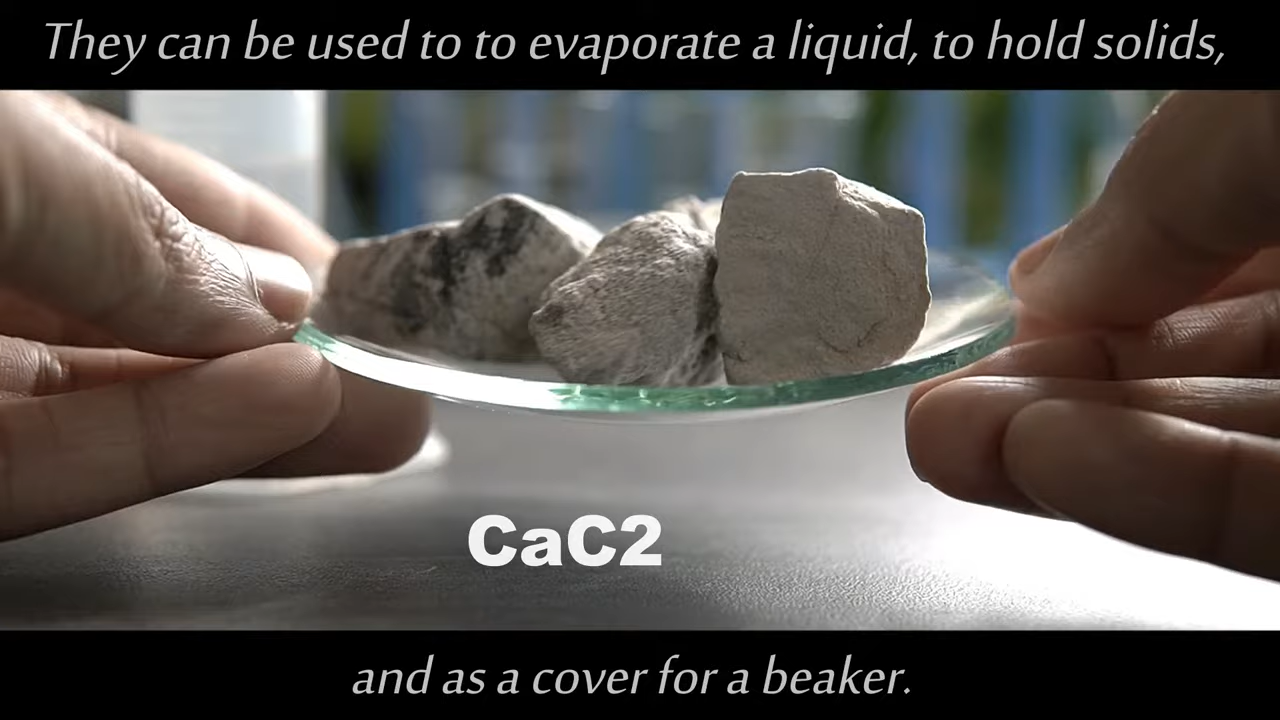 They can be used to to evaporate a liquid, to hold solids,
CaC2
and as a cover for a beaker.